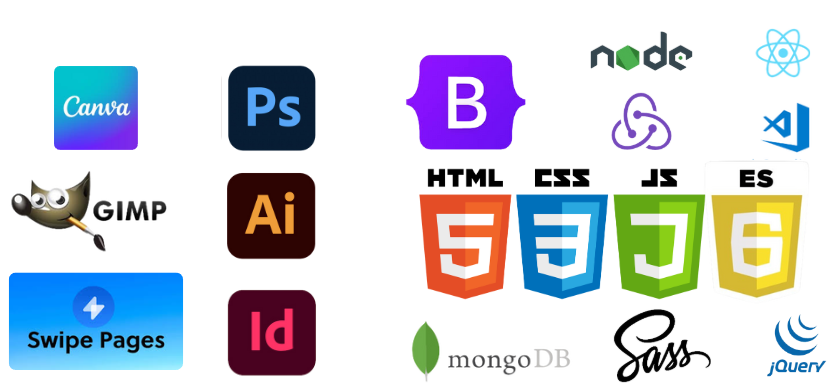 Canva
Ps
GIMP
Ai
Swipe Pages
Id
B
node
HTML
5
CSS
3
JS
J
ES
6
mongoDB
Sass
jQuery